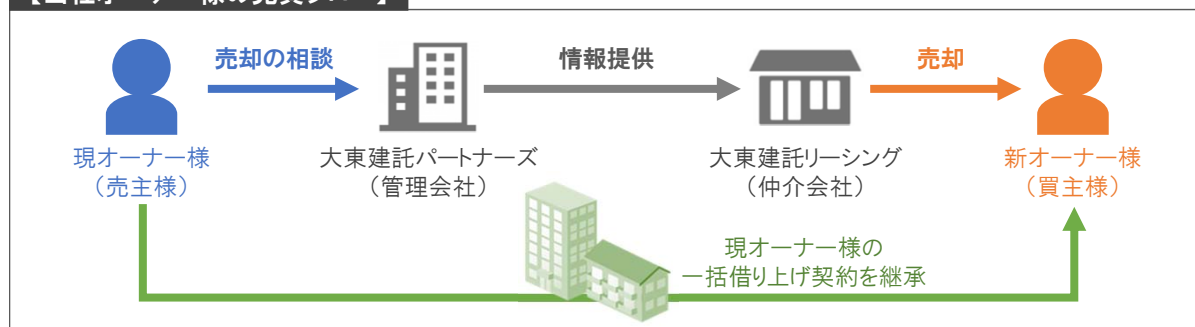 売却の相談
情報提供
売却
現オーナー様
（売主様）
大東建託パートナーズ
（管理会社）
大東建託リーシング
（仲介会社）
新オーナー様
（買主様）
現オーナー様の
一括借り上げ契約を継承